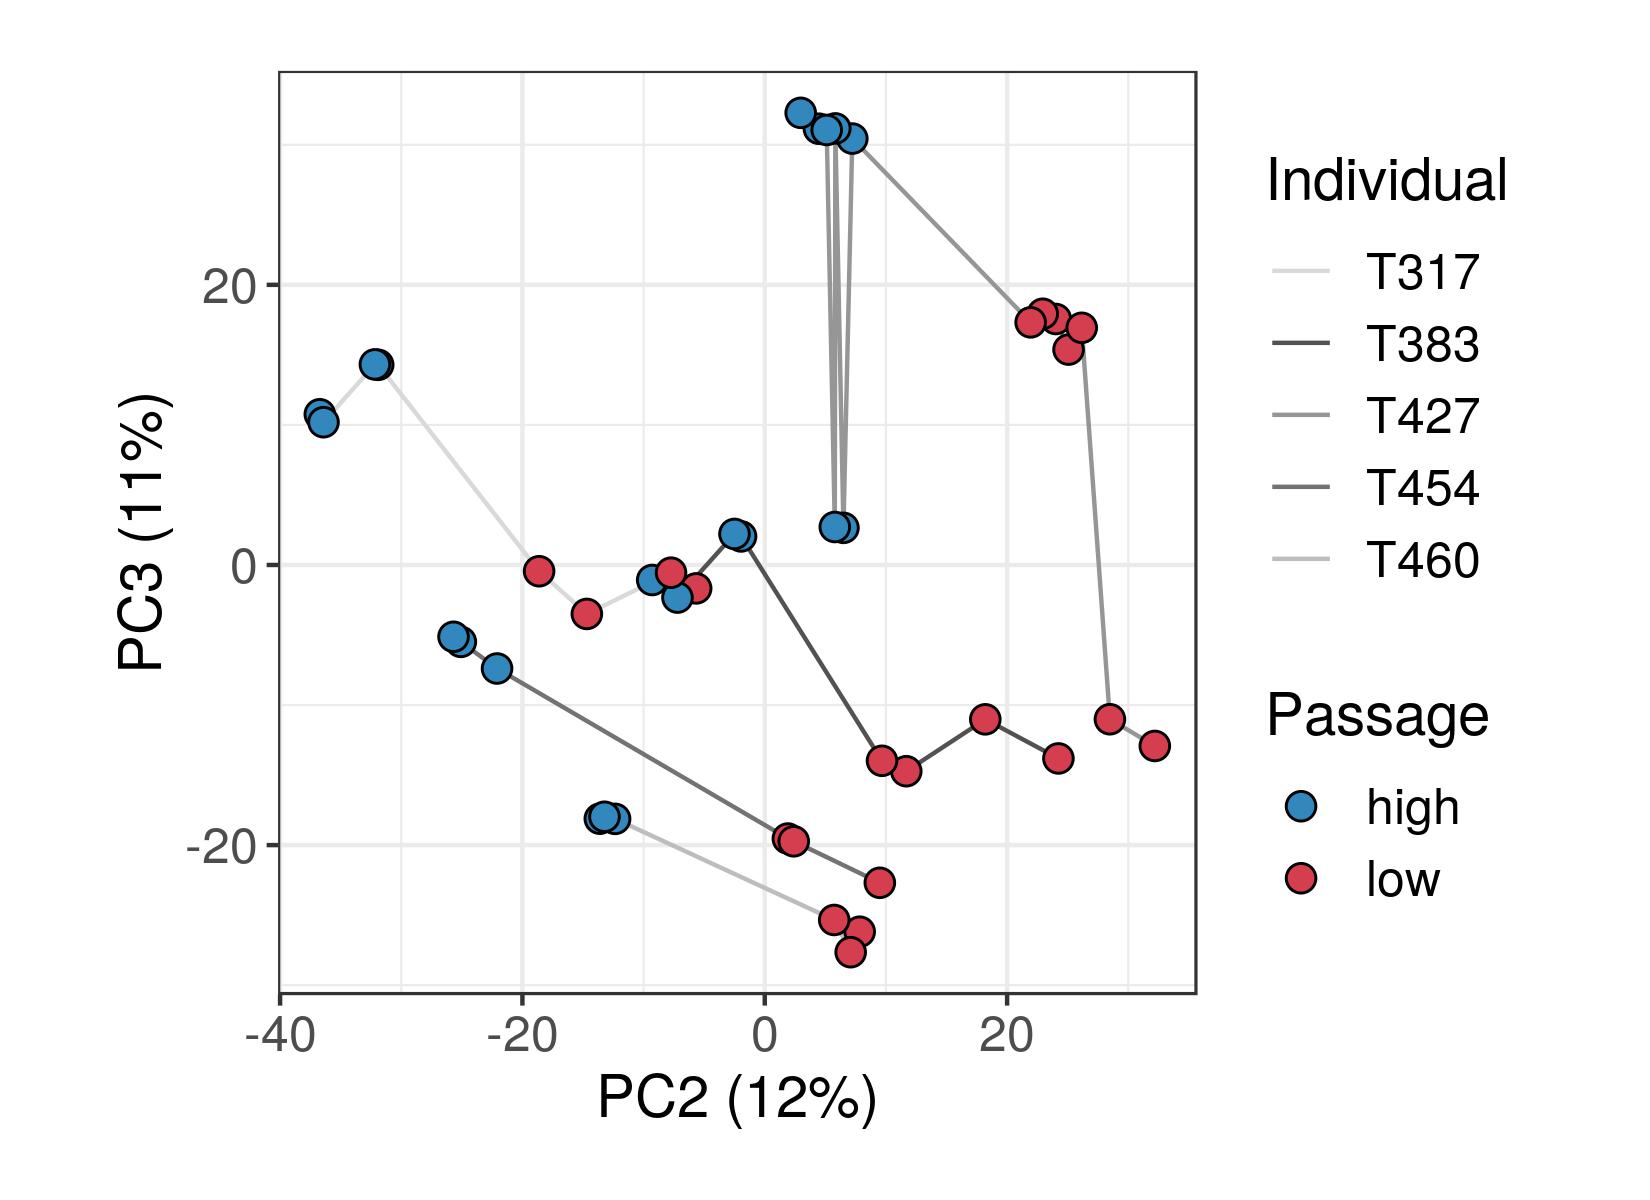 20
0
-20
PC3 (11%)
-40
-20
0
20
PC2 (12%)
Individual
T317
T383
T427
T454
T460
Passage
high
low